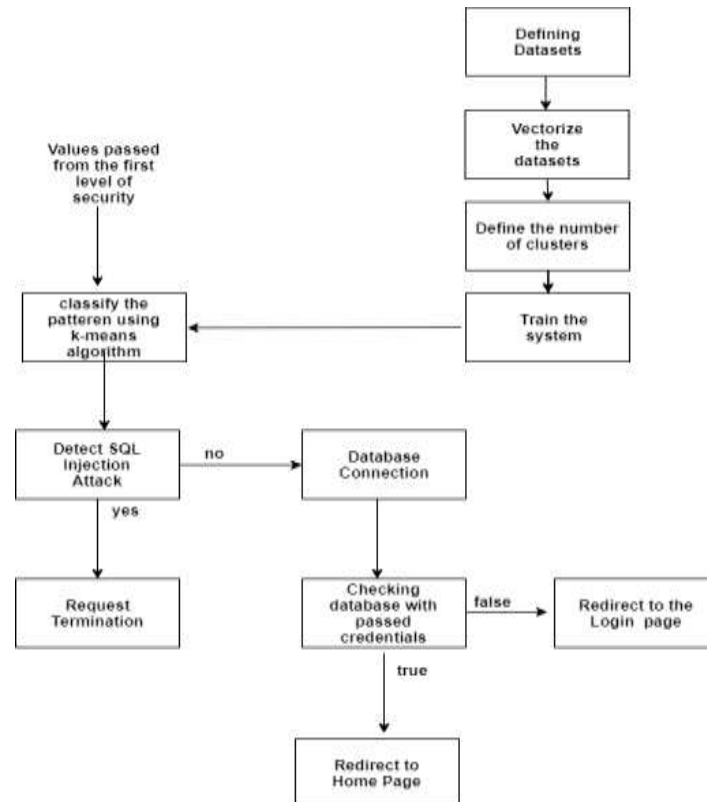 Defining
Datasets
Vectorize
the
datasets
Values passed
from the first
level of
security
Define the number
of clusters
classify the
patteren using
k-means
algorithm
Train the
system
Detect SQL
Injection
Attack
no
Database
Connection
yes
Request
Termination
Checking
database with
passed
credentials
false
Redirect to the
Login page
true
Redirect to
Home Page